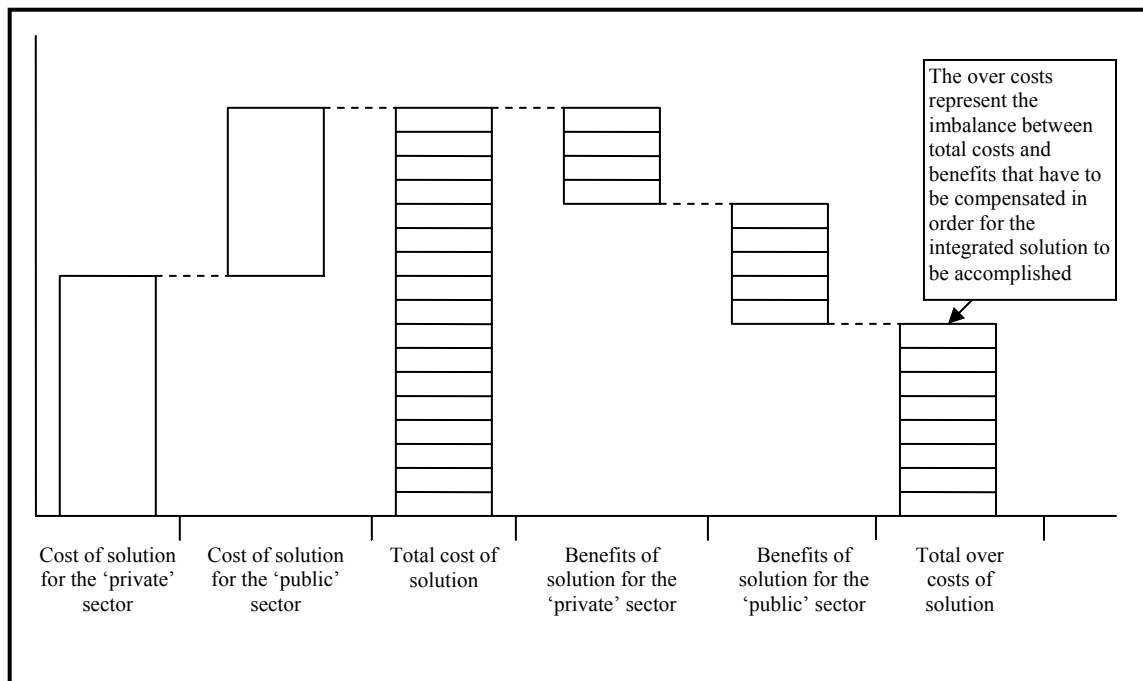 The over costs
represent the
imbalance between
total costs and
benefits that have to
be compensated in
order for the
integrated solution to
be accomplished
Cost of solution
for the ‘private’
sector
Cost of solution
for the ‘public’
sector
Total cost of
solution
Benefits of
solution for the
‘private’ sector
Benefits of
solution for the
‘public’ sector
Total over
costs of
solution